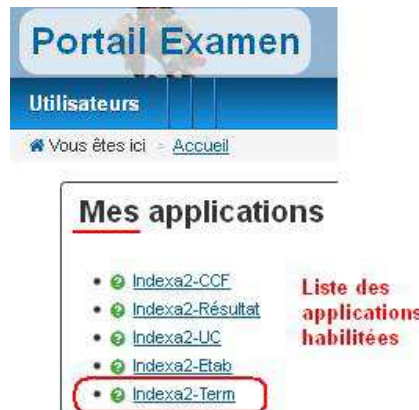 Portail Examen
Utilisateurs
Vous êtes ici > Accueil
Mes applications
Indexa2-CCF
Indexa2-Résultat
Indexa2-UC
Indexa2-Etab
Indexa2-Term
Liste des
applications
habilitées